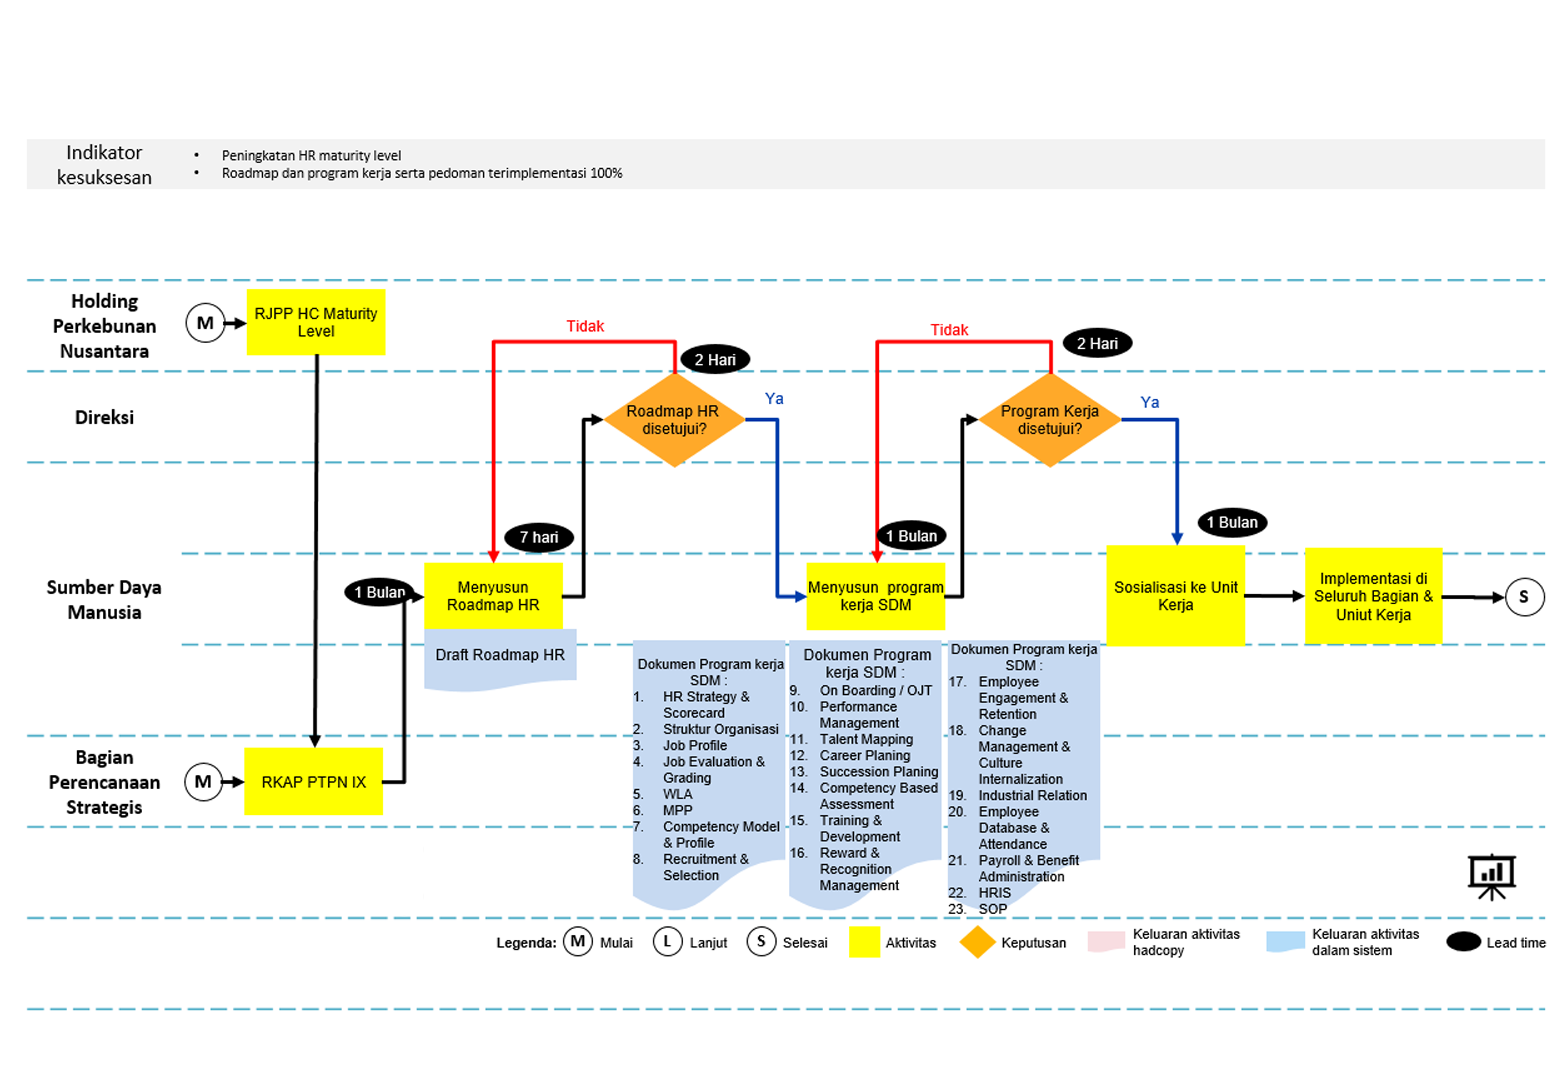 Indikator
kesuksesan
• Peningkatan HR maturity level
• Roadmap dan program kerja serta pedoman terimplementasi 100%
Holding
Perkebunan
Nusantara
M
RJPP HC Maturity
Level
Tidak
2 Hari
Tidak
2 Hari
Direksi
Roadmap HR
disetujui?
Ya
Program Kerja
disetujui?
Ya
7 hari
1 Bulan
1 Bulan
Sumber Daya
Manusia
1 Bulan
Menyusun
Roadmap HR
Menyusun program
kerja SDM
Sosialisasi ke Unit
Kerja
Implementasi di
Seluruh Bagian &
Uniut Kerja
S
Draft Roadmap HR
Dokumen Program kerja
SDM :
1. HR Strategy &
Scorecard
2. Struktur Organisasi
3. Job Profile
4. Job Evaluation &
Grading
5. WLA
6. MPP
7. Competency Model
& Profile
8. Recruitment &
Selection
Dokumen Program
kerja SDM :
9. On Boarding / OJT
10. Performance
Management
11. Talent Mapping
12. Career Planing
13. Succession Planing
14. Competency Based
Assessment
15. Training &
Development
16. Reward &
Recognition
Management
Dokumen Program kerja
SDM :
17. Employee
Engagement &
Retention
18. Change
Management &
Culture
Internalization
19. Industrial Relation
20. Employee
Database &
Attendance
21. Payroll & Benefit
Administration
22. HRIS
23. SOP
Bagian
Perencanaan
Strategis
M
RKAP PTPN IX
Legenda:
M Mulai
L Lanjut
S Selesai
Aktivitas
Keputusan
Keluaran aktivitas
hadcopy
Keluaran aktivitas
dalam sistem
Lead time